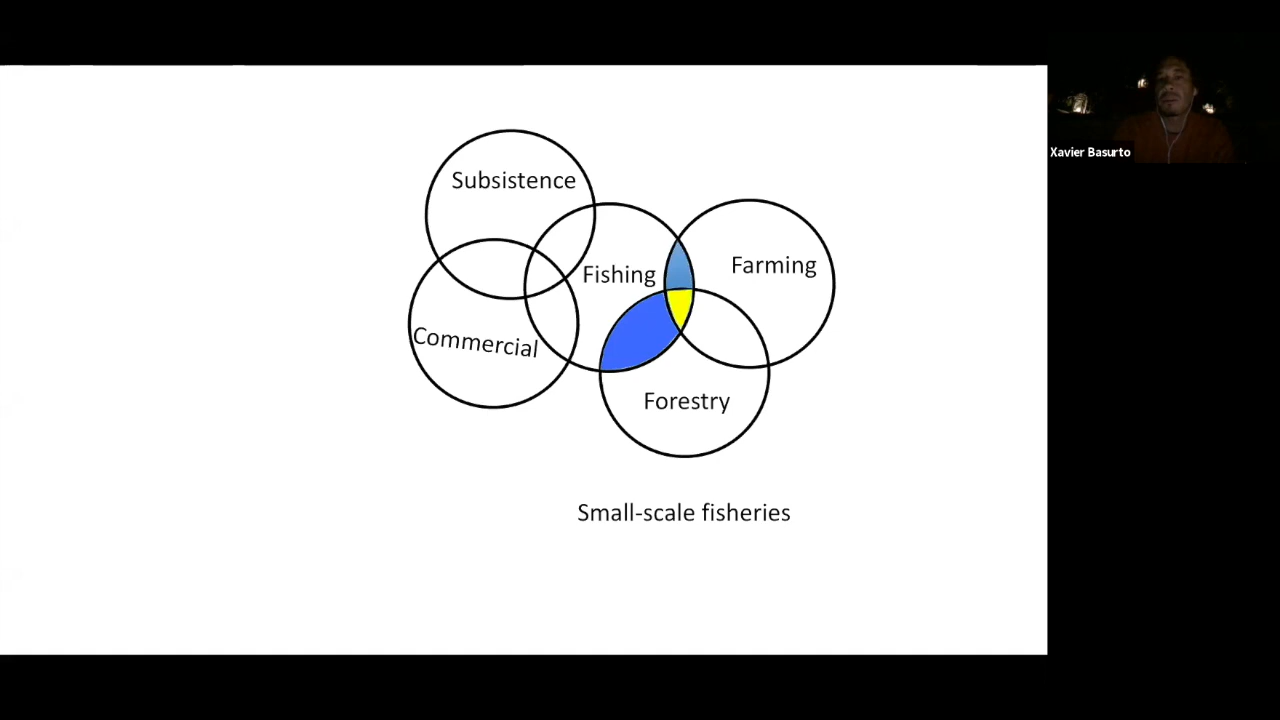 Subsistence
Fishing
Farming
Commercial
Forestry
Small-scale fisheries
Xavier Basurto